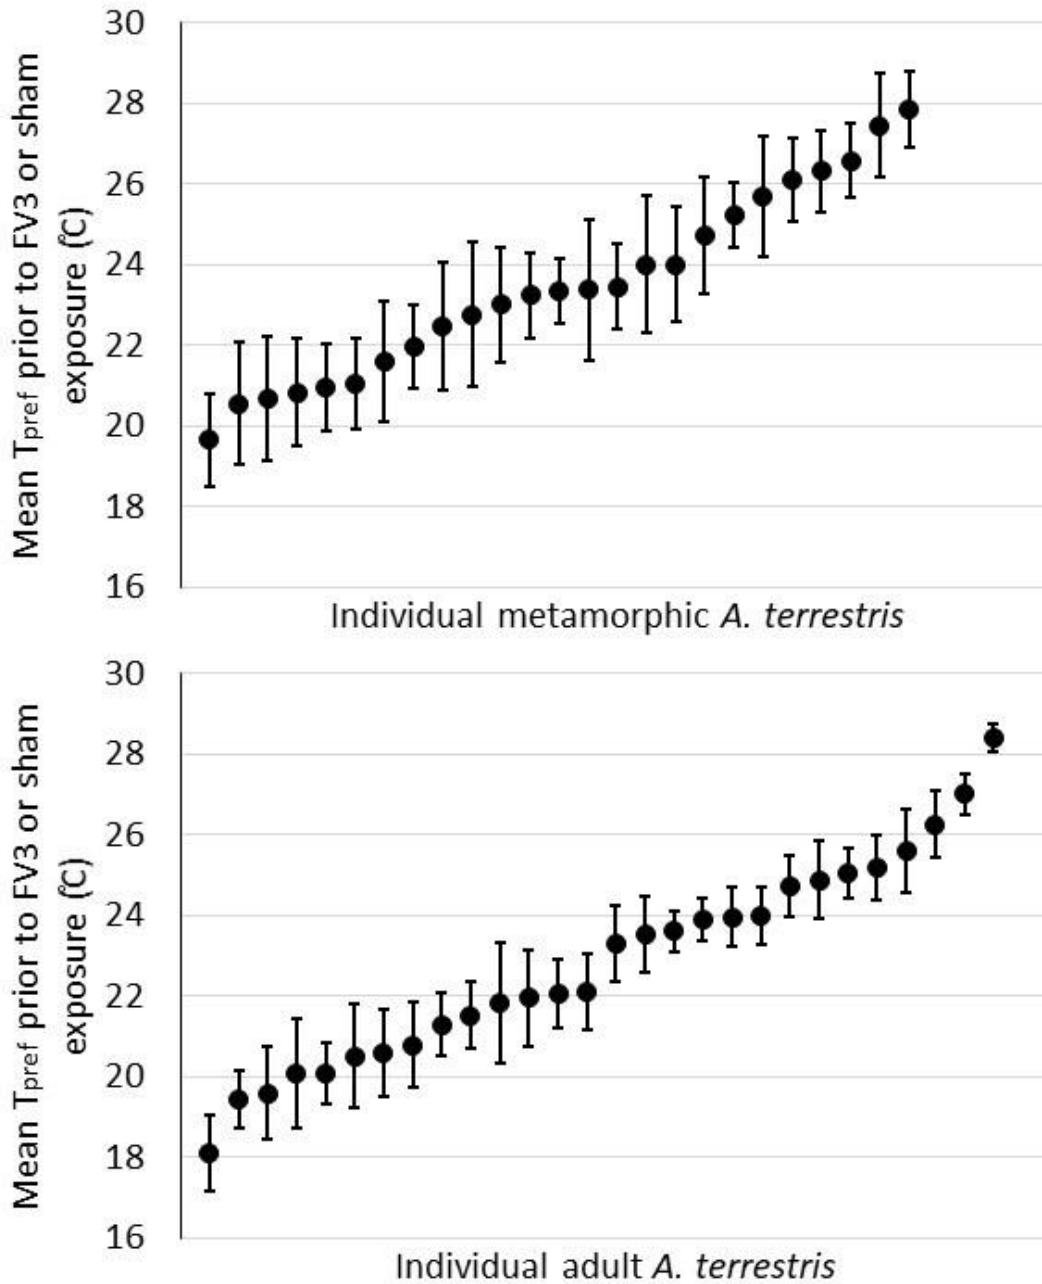 Mean Tpref prior to FV3 or sham
exposure (°C)
30
28
26
24
22
20
18
16
Individual metamorphic A. terrestris
Mean Tpref prior to FV3 or sham
exposure (°C)
30
28
26
24
22
20
18
16
Individual adult A. terrestris